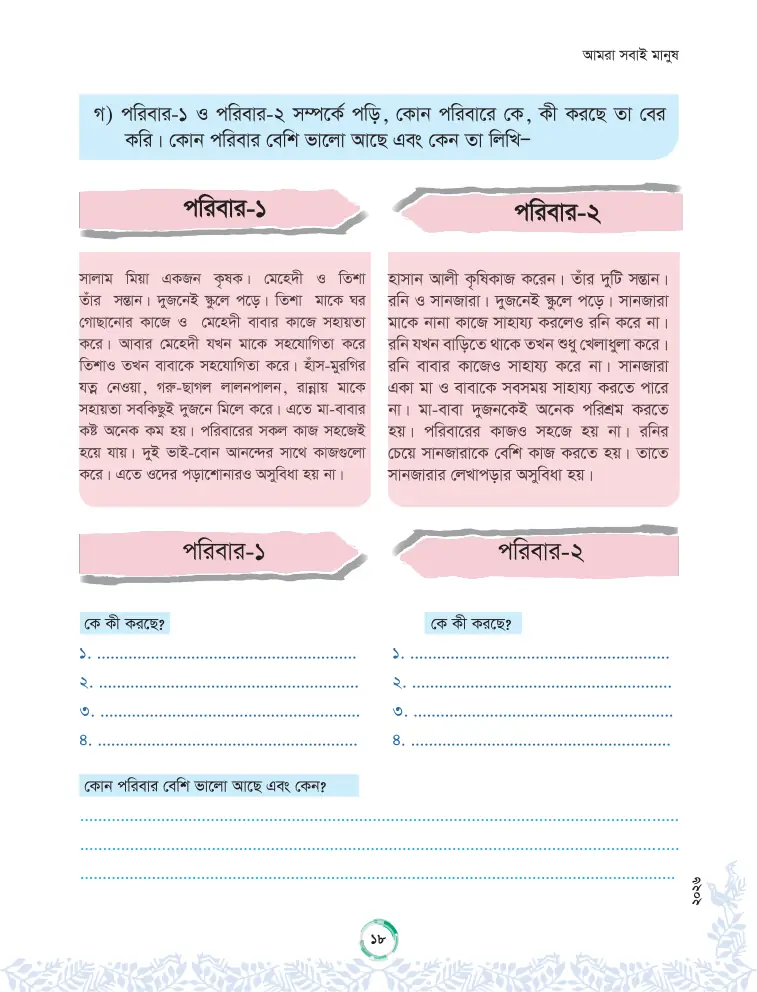 আমরা সবাই মানুষ
গ) পরিবার-১ ও পরিবার-২ সম্পর্কে পড়ি, কোন পরিবারে কে, কী করছে তা বের
করি। কোন পরিবার বেশি ভালো আছে এবং কেন তা লিখি–
পরিবার-১
সালাম মিয়া একজন কৃষক। মেহেদী ও তিশা
তাঁর সন্তান। দুজনেই স্কুলে পড়ে। তিশা মাকে ঘর
গোছানোর কাজে ও মেহেদী বাবার কাজে সহায়তা
করে। আবার মেহেদী যখন মাকে সহযোগিতা করে
তিশাও তখন বাবাকে সহযোগিতা করে। হাঁস-মুরগির
যত্ন নেওয়া, গরু-ছাগল লালনপালন, রান্নায় মাকে
সহায়তা সবকিছুই দুজনে মিলে করে। এতে মা-বাবার
কষ্ট অনেক কম হয়। পরিবারের সকল কাজ সহজেই
হয়ে যায়। দুই ভাই-বোন আনন্দের সাথে কাজগুলো
করে। এতে ওদের পড়াশোনারও অসুবিধা হয় না।
পরিবার-২
হাসান আলী কৃষিকাজ করেন। তাঁর দুটি সন্তান।
রনি ও সানজারা। দুজনেই স্কুলে পড়ে। সানজারা
মাকে নানা কাজে সাহায্য করলেও রনি করে না।
রনি যখন বাড়িতে থাকে তখন শুধু খেলাধুলা করে।
রনি বাবার কাজেও সাহায্য করে না। সানজারা
একা মা ও বাবাকে সবসময় সাহায্য করতে পারে
না। মা-বাবা দুজনকেই অনেক পরিশ্রম করতে
হয়। পরিবারের কাজও সহজে হয় না। রনির
চেয়ে সানজারাকে বেশি কাজ করতে হয়। তাতে
সানজারার লেখাপড়ার অসুবিধা হয়।
পরিবার-১
কে কী করছে?
১. ..........................................................
২. ..........................................................
৩. ..........................................................
৪. ..........................................................
পরিবার-২
কে কী করছে?
১. ..........................................................
২. ..........................................................
৩. ..........................................................
৪. ..........................................................
কোন পরিবার বেশি ভালো আছে এবং কেন?
......................................................................................................................................
......................................................................................................................................
......................................................................................................................................
২০২৬
১৮